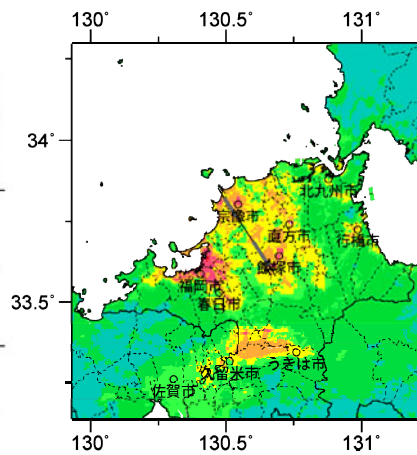 130° 130.5° 131°
34°
北九州市
宗像市
直方市
行橋市
飯塚市
福岡市
33.5°
春日市
うきは市
久留米市
佐賀市
130° 130.5° 131°